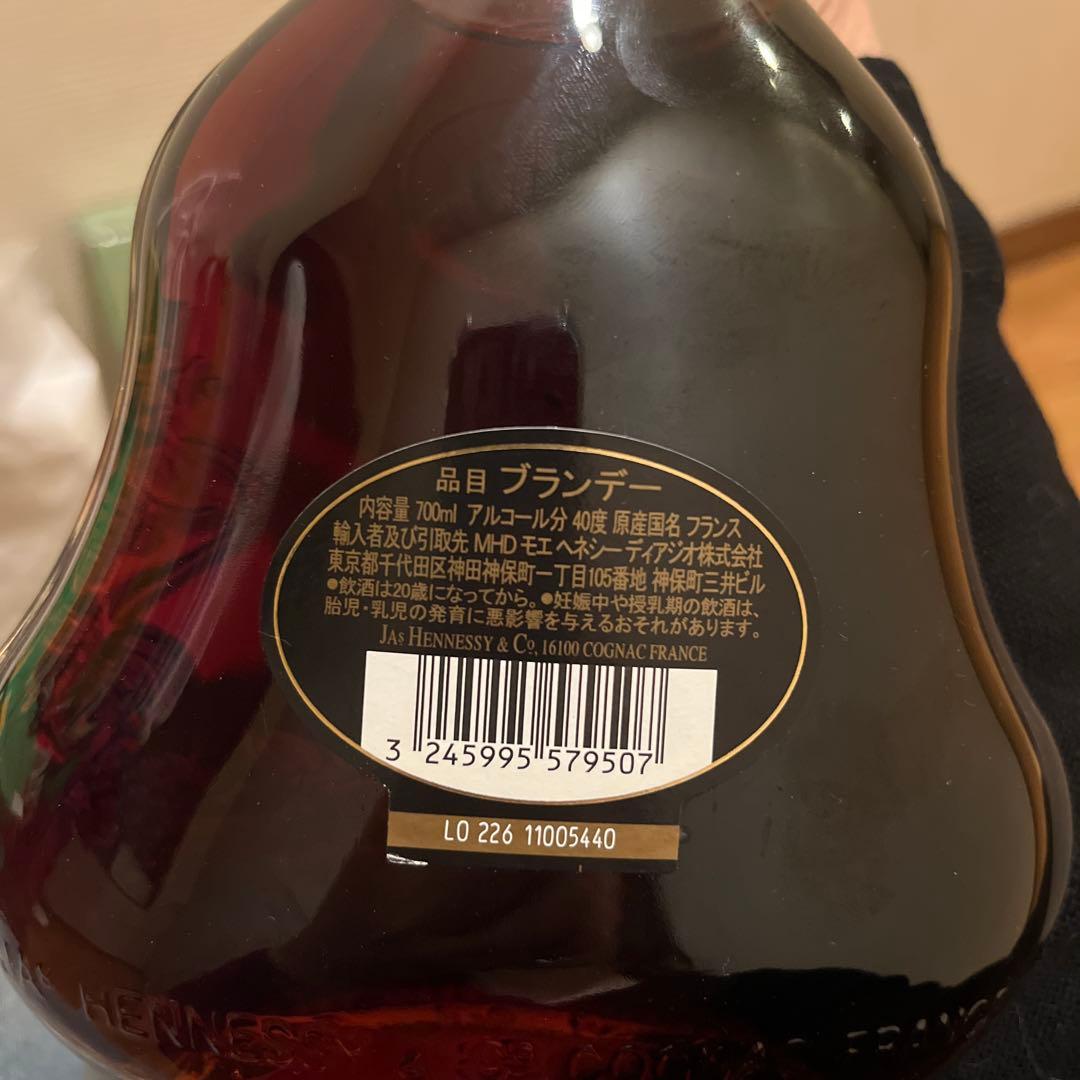 品目 ブランデー
内容量 700ml アルコール分 40度 原産国名 フランス
輸入者及び引取先 MHD モエ ヘネシー ディアジオ株式会社
東京都千代田区神田神保町一丁目105番地 神保町三井ビル
●飲酒は20歳になってから。●妊娠中や授乳期の飲酒は、
胎児・乳児の発育に悪影響を与えるおそれがあります。
JAS HENNESSY & CO, 16100 COGNAC FRANCE
3 245995 579507
L0 226 11005440
HENNESSY & COGNAC FRANCE